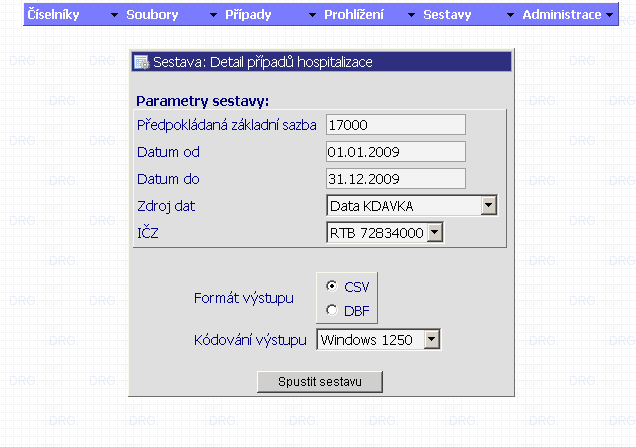 Číselníky Soubory Případy Prohlížení Sestavy Administrace
Sestava: Detail případů hospitalizace
Parametry sestavy:
Předpokládaná základní sazba 17000
Datum od 01.01.2009
Datum do 31.12.2009
Zdroj dat Data KDAVKA
IČZ RTB 72834000
Formát výstupu
CSV
DBF
Kódování výstupu Windows 1250
Spustit sestavu